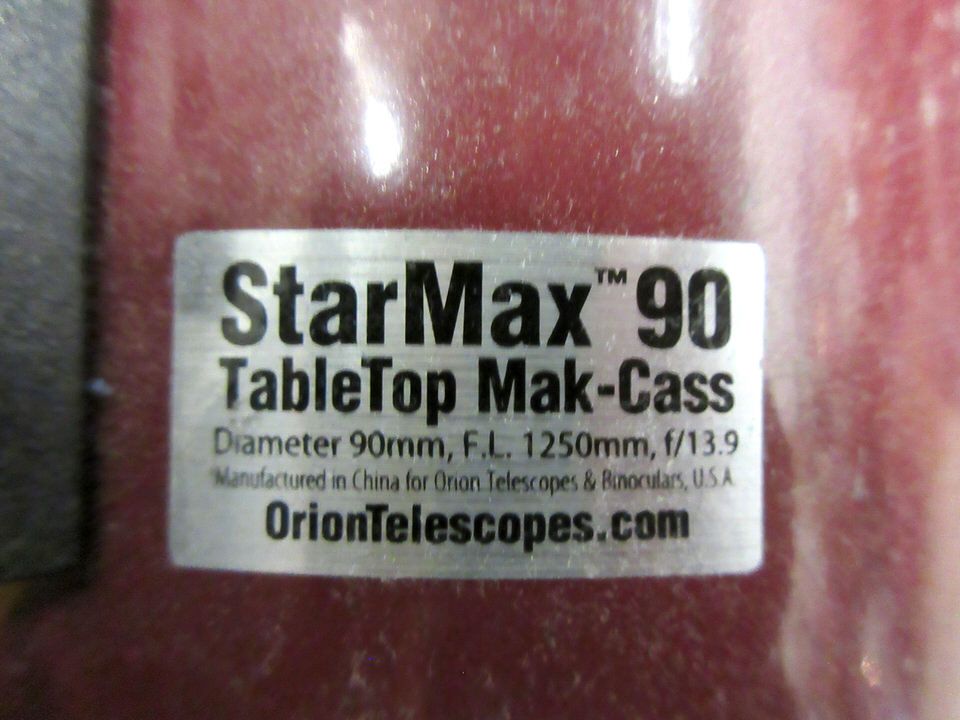 StarMax™ 90
TableTop Mak-Cass
Diameter 90mm, F.L. 1250mm, f/13.9
Manufactured in China for Orion Telescopes & Binoculars, U.S.A.
OrionTelescopes.com